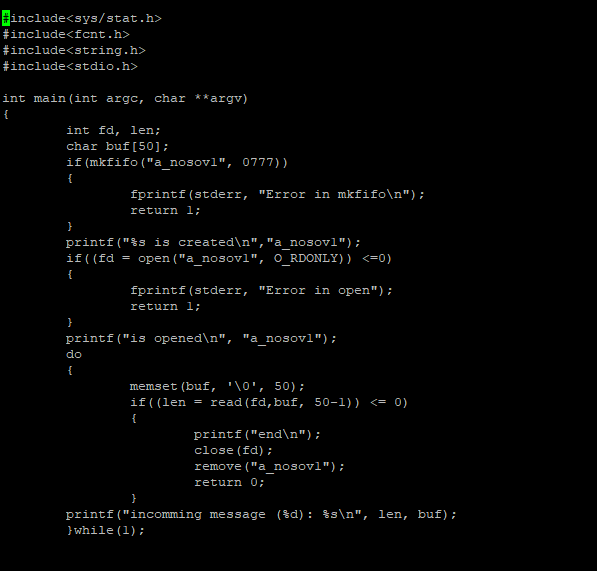 #include<sys/stat.h>
#include<fcnt.h>
#include<string.h>
#include<stdio.h>

int main(int argc, char **argv)
{
        int fd, len;
        char buf[50];
        if(mkfifo("a_nosov1", 0777))
        {
                fprintf(stderr, "Error in mkfifo\n");
                return 1;
        }
        printf("%s is created\n","a_nosov1");
        if((fd = open("a_nosov1", O_RDONLY)) <=0)
        {
                fprintf(stderr, "Error in open");
                return 1;
        }
        printf("is opened\n", "a_nosov1");
        do
        {
                memset(buf, '\0', 50);
                if((len = read(fd,buf, 50-1)) <= 0)
                {
                        printf("end\n");
                        close(fd);
                        remove("a_nosov1");
                        return 0;
                }
        printf("incomming message (%d): %s\n", len, buf);
        }while(1);